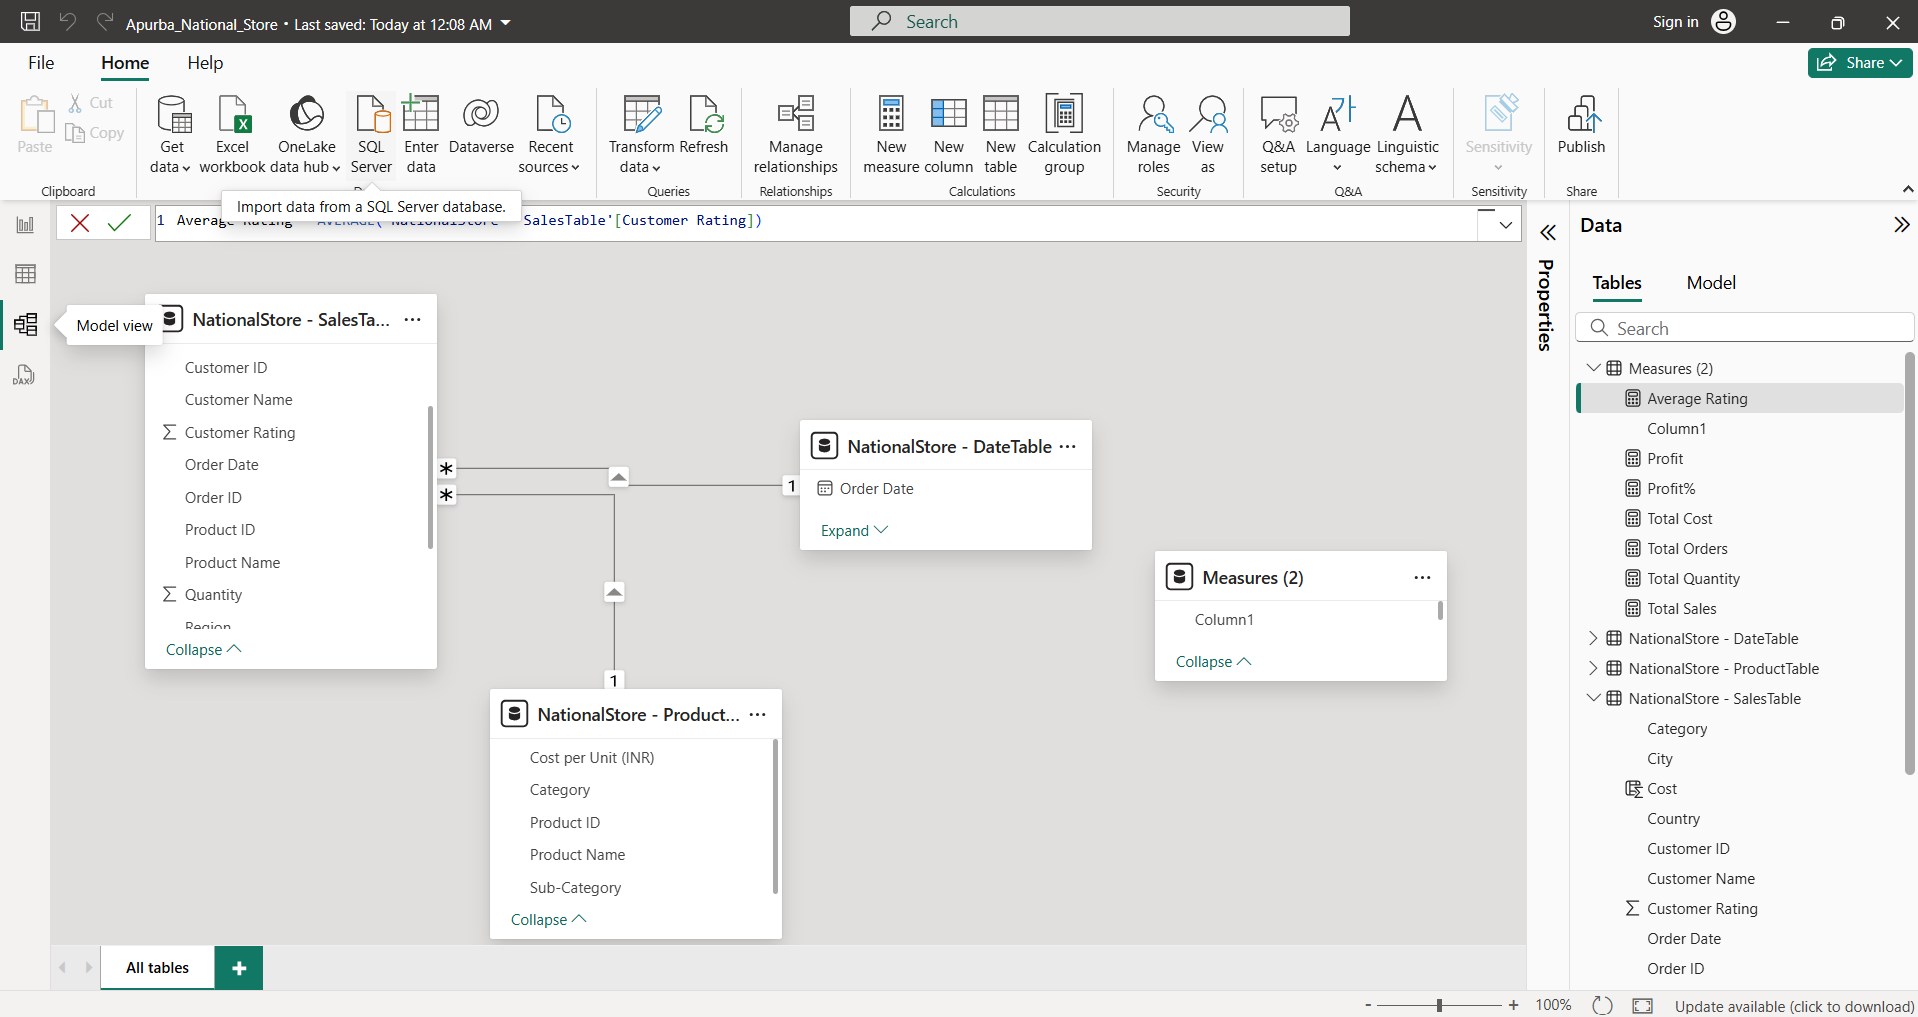 Apurba_National_Store • Last saved: Today at 12:08 AM
Search
Sign in
File Home Help
Share
Paste
Cut
Copy
Clipboard
Get data
Excel workbook
OneLake data hub
SQL Server
Enter data
Dataverse
Recent sources
Transform data
Refresh
Queries
Manage relationships
Relationships
New measure
New column
New table
Calculation group
Calculations
Manage roles
View as
Security
Q&A setup
Language
Linguistic schema
Q&A
Sensitivity
Sensitivity
Publish
Share
Import data from a SQL Server database.
1 Average Rating AVERAGE( SalesTable'[Customer Rating])
Model view
NationalStore - SalesTa...
Customer ID
Customer Name
Customer Rating
Order Date
Order ID
Product ID
Product Name
Quantity
Region
Collapse
*
*
1
1
NationalStore - DateTable
Order Date
Expand
Measures (2)
Column1
Collapse
NationalStore - Product...
Cost per Unit (INR)
Category
Product ID
Product Name
Sub-Category
Collapse
Properties
Data
Tables Model
Search
Measures (2)
Average Rating
Column1
Profit
Profit%
Total Cost
Total Orders
Total Quantity
Total Sales
NationalStore - DateTable
NationalStore - ProductTable
NationalStore - SalesTable
Category
City
Cost
Country
Customer ID
Customer Name
Customer Rating
Order Date
Order ID
All tables
+
- + 100%
Update available (click to download)